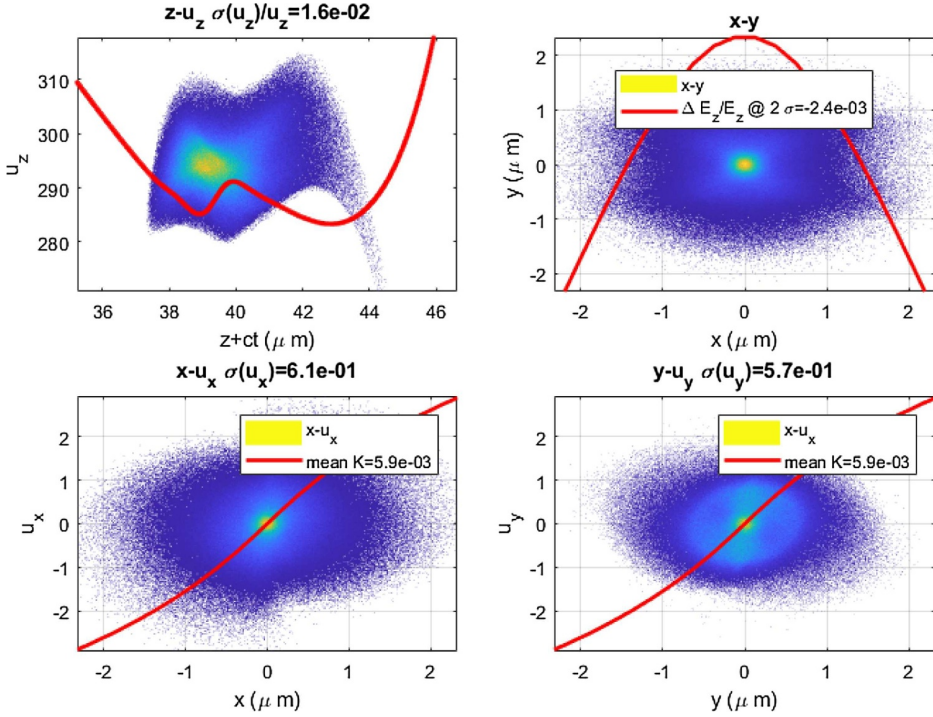 z-u_z σ(u_z)/u_z=1.6e-02
310
300
290
280
u_z
36 38 40 42 44 46
z+ct (μ m)
x-y
x-y
Δ E_z/E_z @ 2 σ=-2.4e-03
2
1
0
-1
-2
y (μ m)
-2 -1 0 1 2
x (μ m)
x-u_x σ(u_x)=6.1e-01
x-u_x
mean K=5.9e-03
2
1
0
-1
-2
u_x
-2 -1 0 1 2
x (μ m)
y-u_y σ(u_y)=5.7e-01
x-u_x
mean K=5.9e-03
2
1
0
-1
-2
u_y
-2 -1 0 1 2
y (μ m)